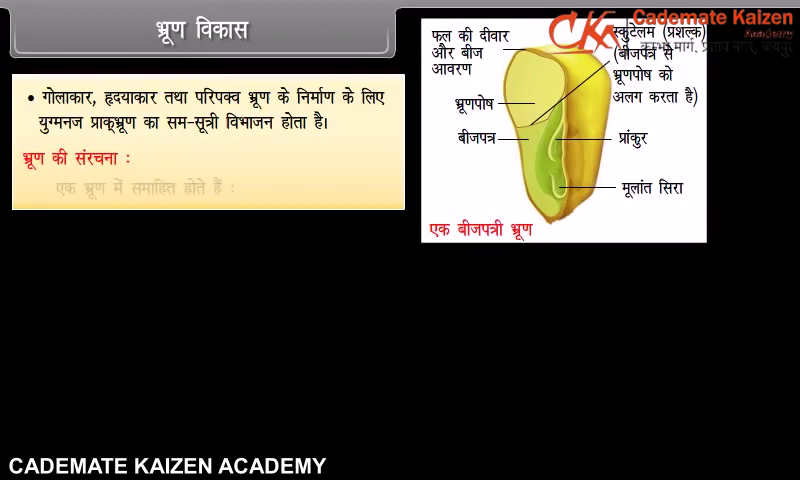 भ्रूण विकास
Cademate Kaizen
Academy
CKA
• गोलाकार, हृदयाकार तथा परिपक्व भ्रूण के निर्माण के लिए
युग्मनज प्राक्‌भ्रूण का सम-सूत्री विभाजन होता है।
भ्रूण की संरचना :
एक भ्रूण में समाहित होते हैं :
फल की दीवार
और बीज
आवरण
भ्रूणपोष
बीजपत्र
स्कुटेलम (प्रशल्क)
(बीजपत्र से
भ्रूणपोष को
अलग करता है)
प्रांकुर
मूलांत सिरा
एक बीजपत्री भ्रूण
CADEMATE KAIZEN ACADEMY